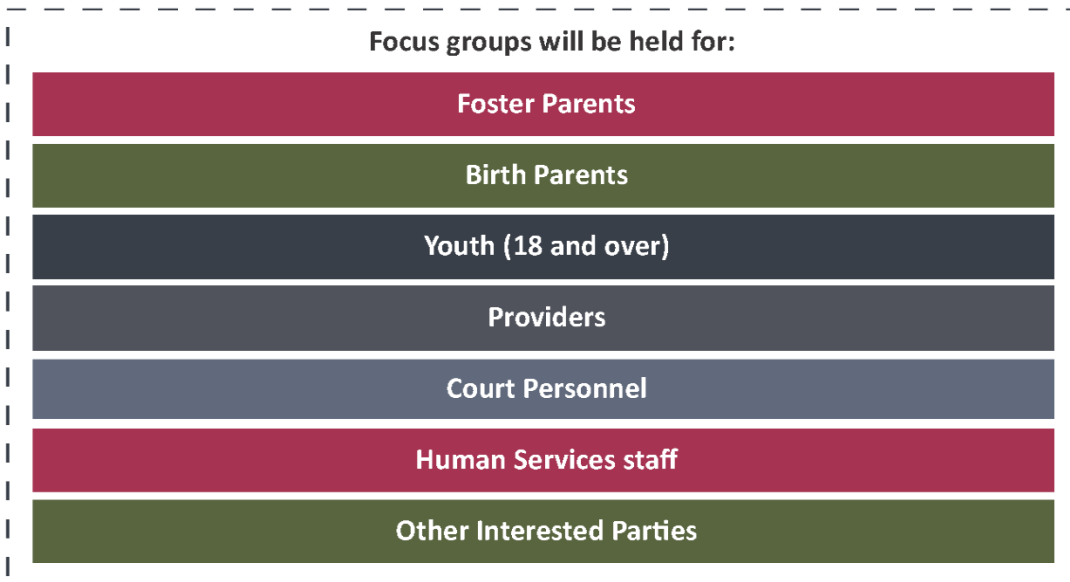 Focus groups will be held for:
Foster Parents
Birth Parents
Youth (18 and over)
Providers
Court Personnel
Human Services staff
Other Interested Parties